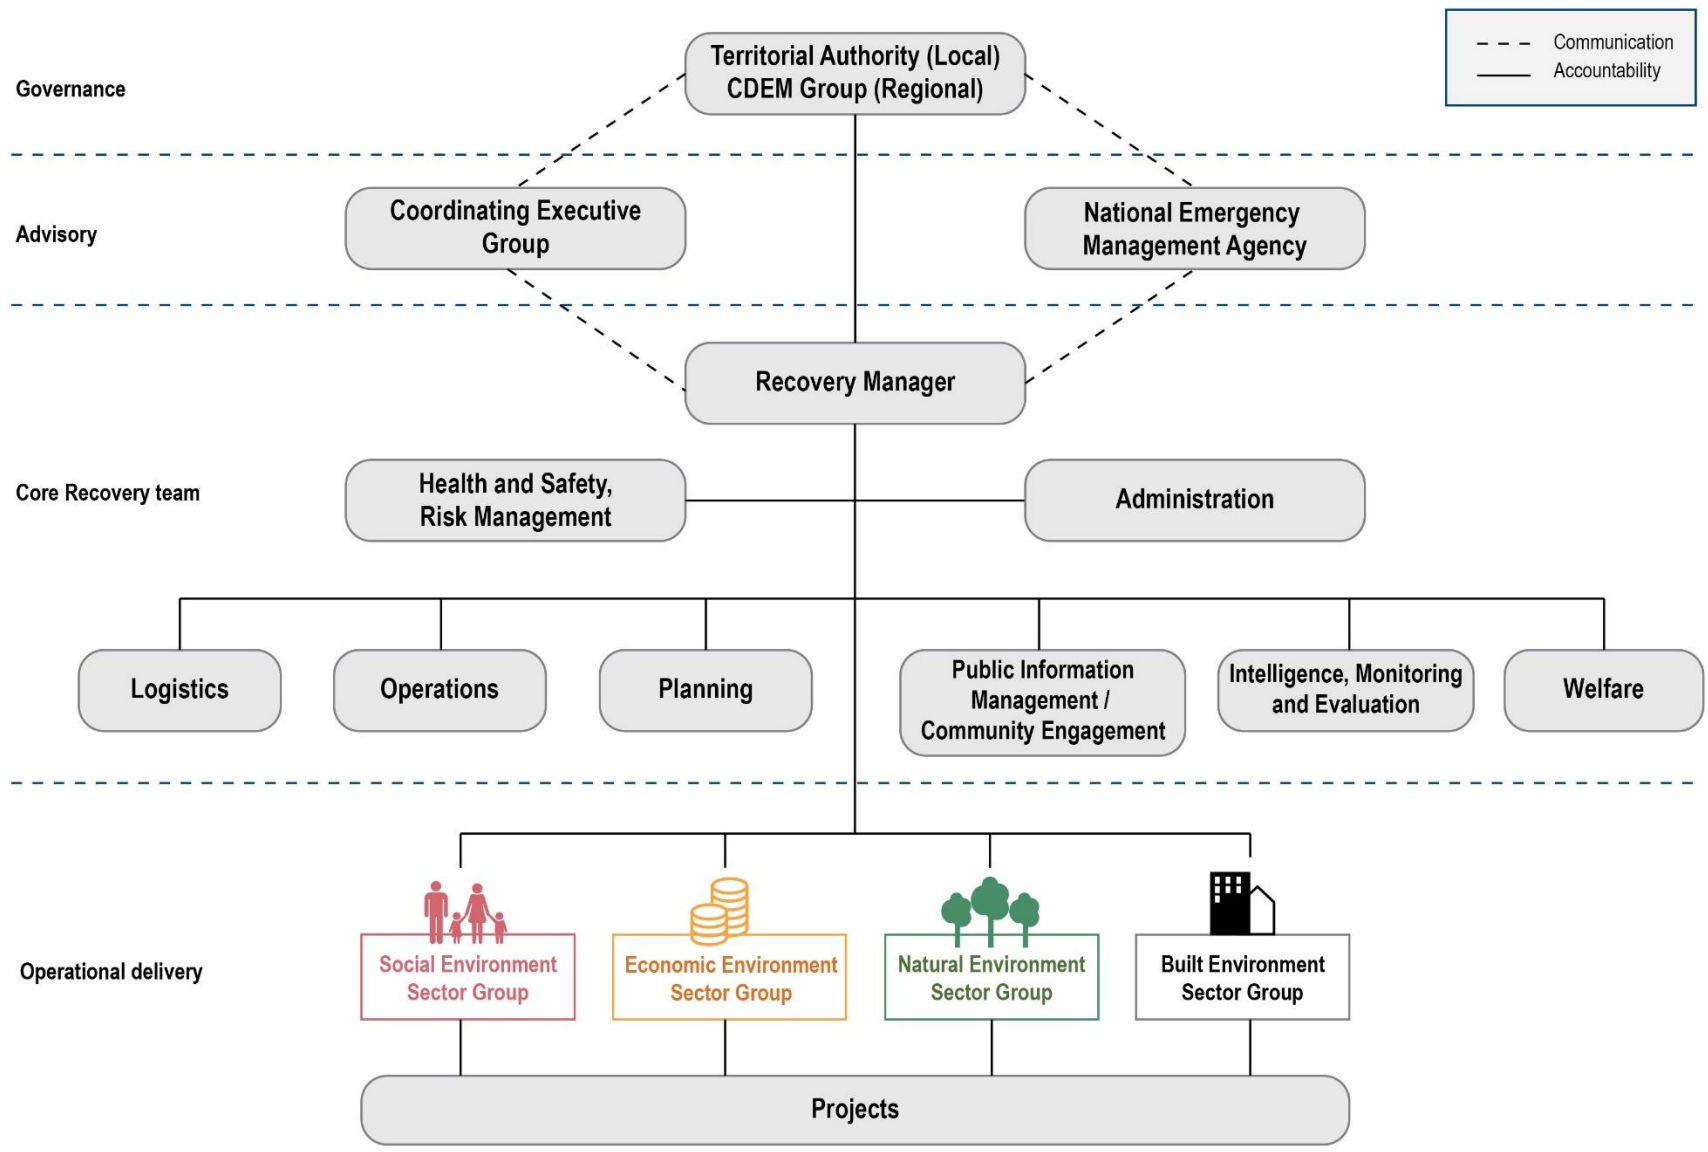 Communication
Accountability
Territorial Authority (Local)
CDEM Group (Regional)
Governance
Coordinating Executive
Group
National Emergency
Management Agency
Advisory
Recovery Manager
Core Recovery team
Health and Safety,
Risk Management
Administration
Logistics
Operations
Planning
Public Information
Management /
Community Engagement
Intelligence, Monitoring
and Evaluation
Welfare
Operational delivery
Social Environment
Sector Group
Economic Environment
Sector Group
Natural Environment
Sector Group
Built Environment
Sector Group
Projects